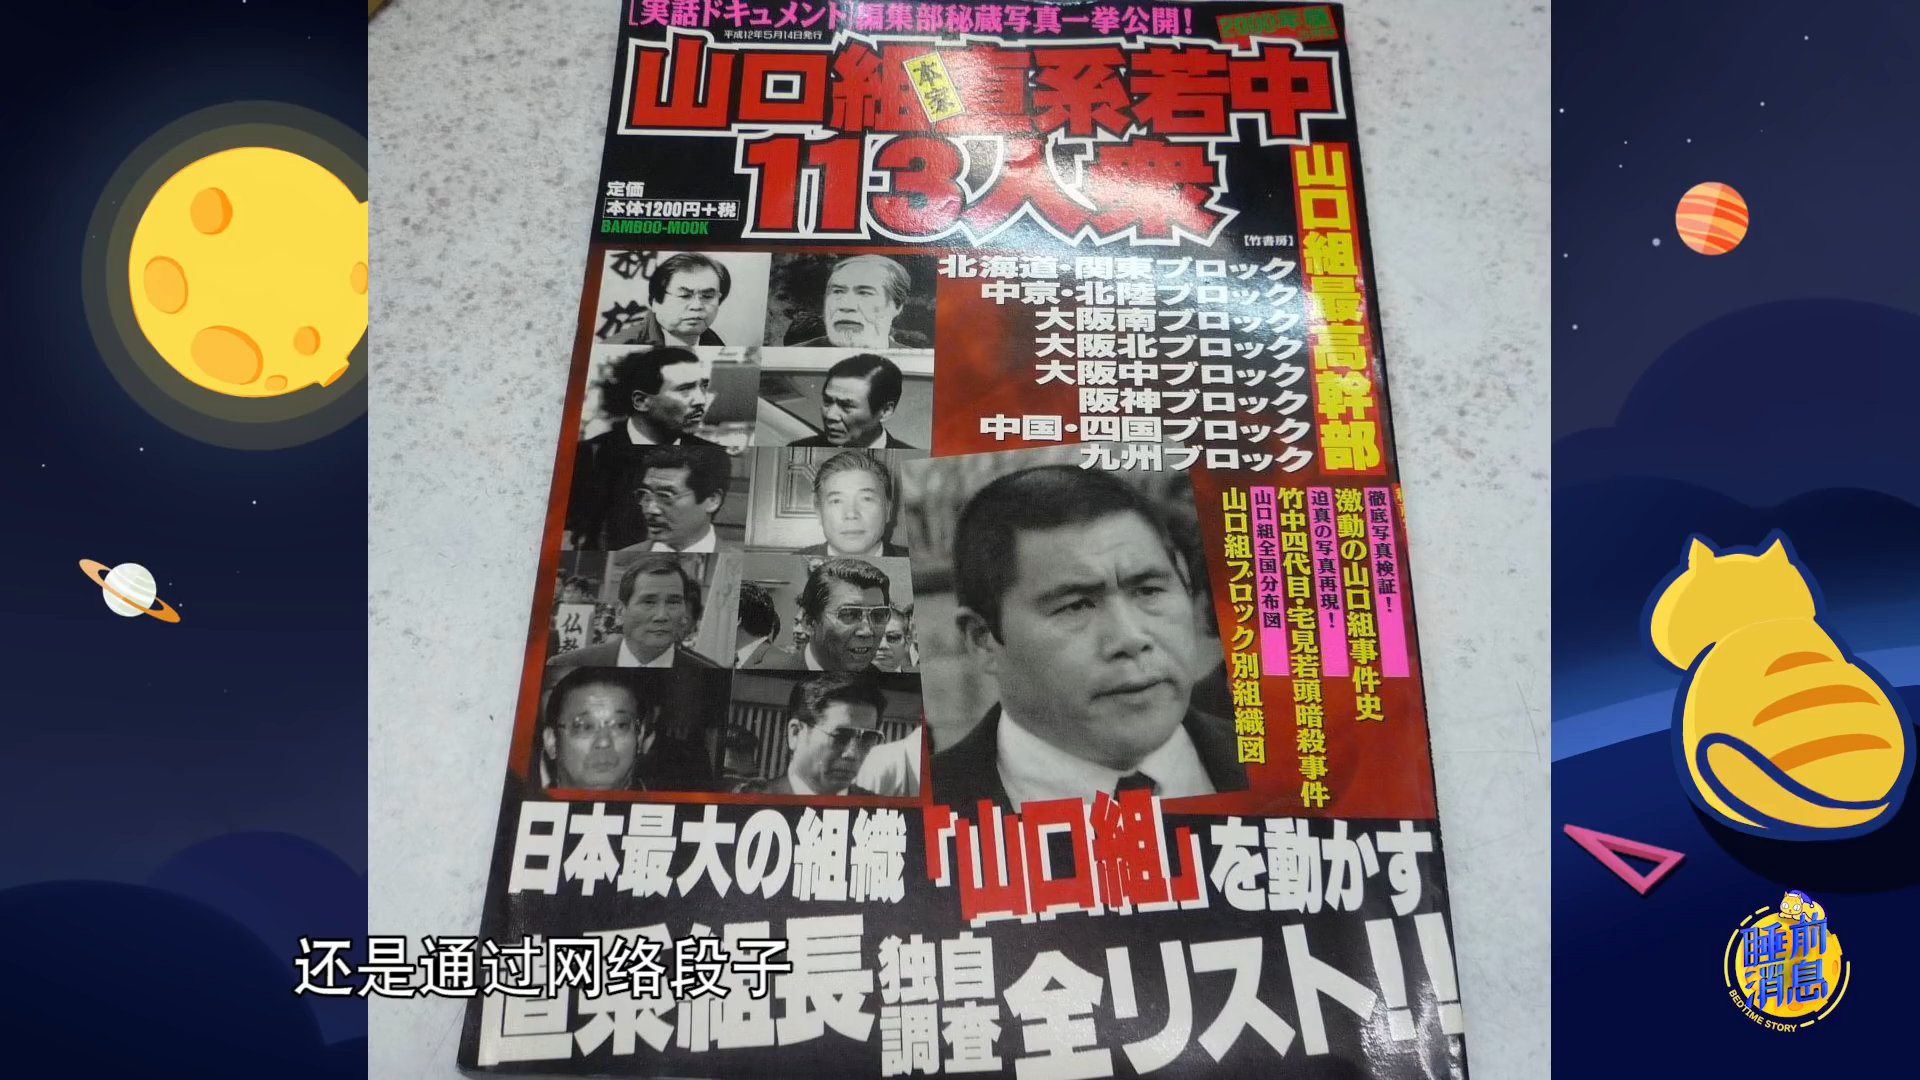 ［実話ドキュメント］編集部秘蔵写真一挙公開！
2000年版
平成12年5月14日発行
山口組本家直系若中
113人衆
定価
本体1200円＋税
BAMBOO-MOOK
【竹書房】
山口組最高幹部
北海道・関東ブロック
中京・北陸ブロック
大阪南ブロック
大阪北ブロック
大阪中ブロック
阪神ブロック
中国・四国ブロック
九州ブロック
徹底写真検証！
激動の山口組事件史
迫真の写真再現！
竹中四代目・宅見若頭暗殺事件
山口組全国分布図
山口組ブロック別組織図
日本最大の組織「山口組」を動かす
直系組長独自調査全リスト!!
还是通过网络段子
睡前消息
BEDTIME STORY